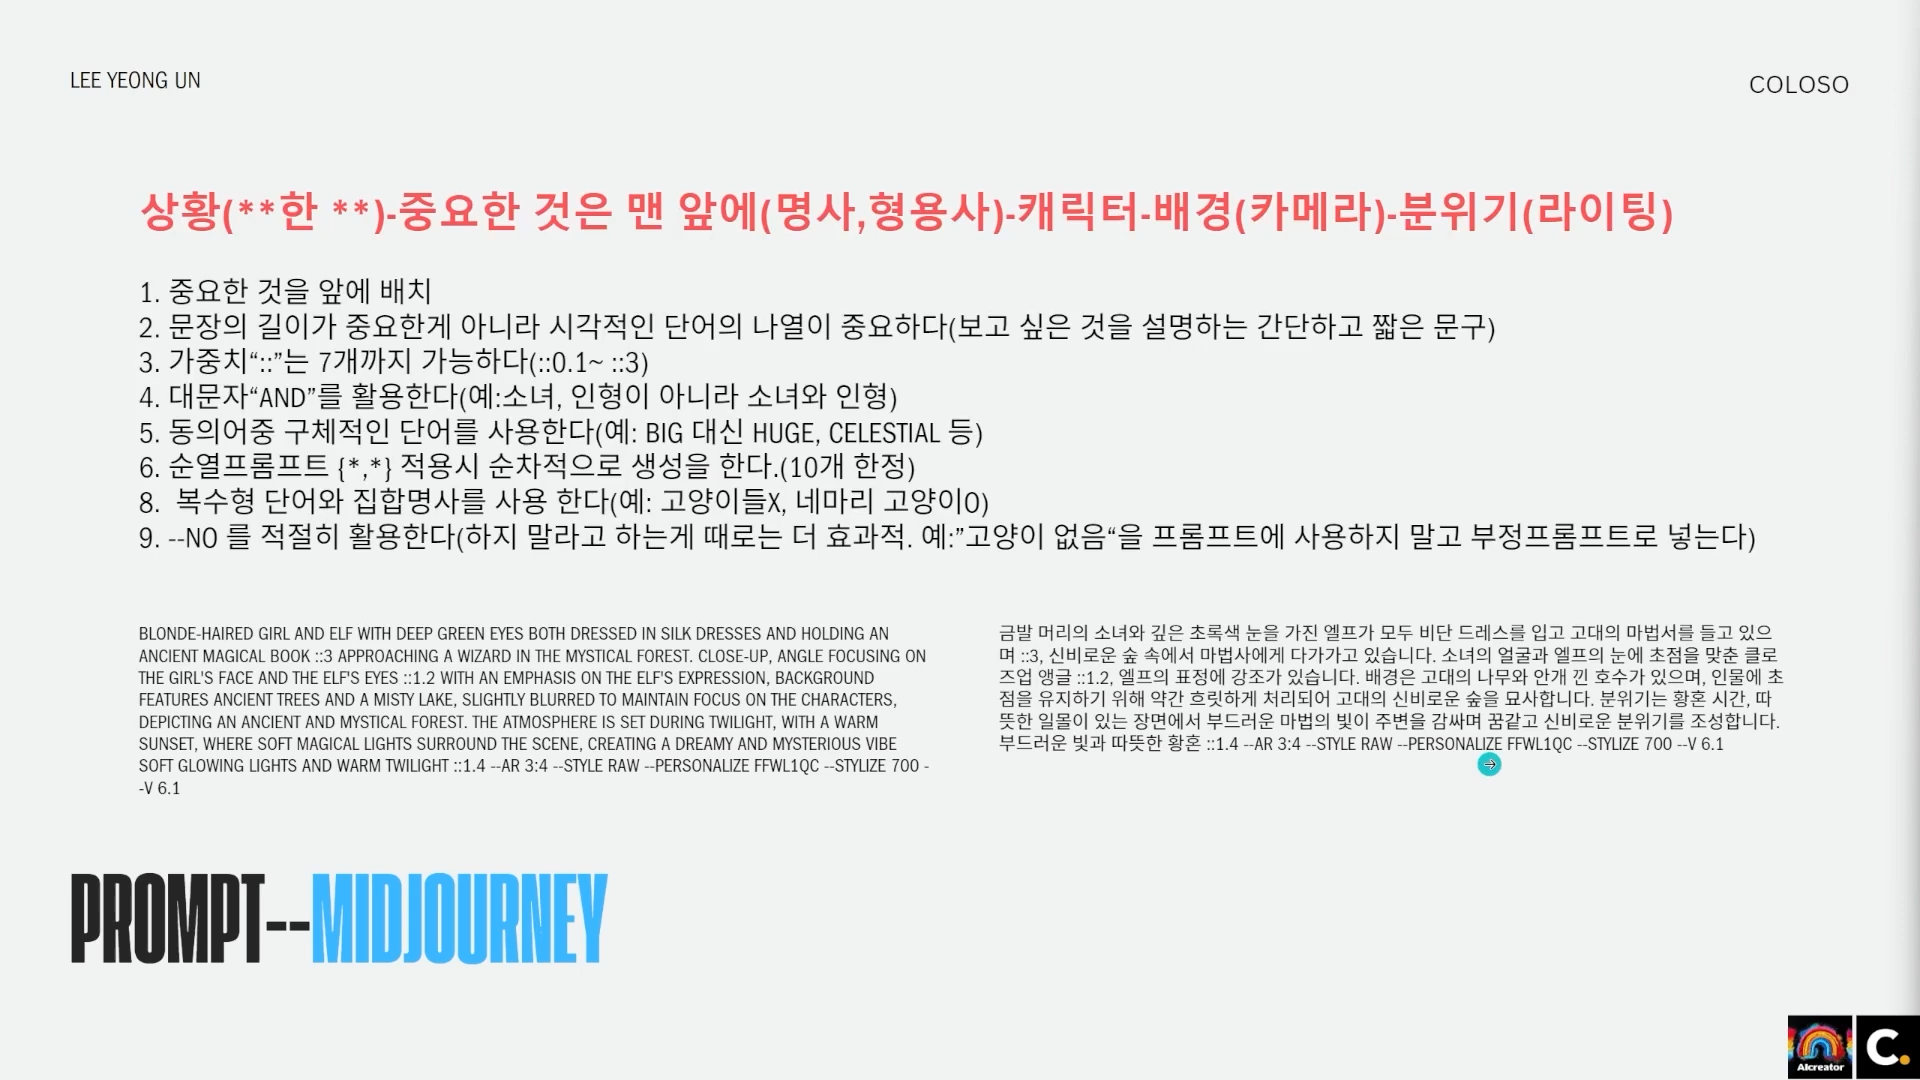 LEE YEONG UN
COLOSO
상황(**한 **)-중요한 것은 맨 앞에(명사,형용사)-캐릭터-배경(카메라)-분위기(라이팅)
1. 중요한 것을 앞에 배치
2. 문장의 길이가 중요한게 아니라 시각적인 단어의 나열이 중요하다(보고 싶은 것을 설명하는 간단하고 짧은 문구)
3. 가중치“::”는 7개까지 가능하다(::0.1~ ::3)
4. 대문자“AND”를 활용한다(예:소녀, 인형이 아니라 소녀와 인형)
5. 동의어중 구체적인 단어를 사용한다(예: BIG 대신 HUGE, CELESTIAL 등)
6. 순열프롬프트 {*,*} 적용시 순차적으로 생성을 한다.(10개 한정)
8.  복수형 단어와 집합명사를 사용 한다(예: 고양이들X, 네마리 고양이O)
9. --NO 를 적절히 활용한다(하지 말라고 하는게 때로는 더 효과적. 예:”고양이 없음“을 프롬프트에 사용하지 말고 부정프롬프트로 넣는다)
BLONDE-HAIRED GIRL AND ELF WITH DEEP GREEN EYES BOTH DRESSED IN SILK DRESSES AND HOLDING AN
ANCIENT MAGICAL BOOK ::3 APPROACHING A WIZARD IN THE MYSTICAL FOREST. CLOSE-UP, ANGLE FOCUSING ON
THE GIRL'S FACE AND THE ELF'S EYES ::1.2 WITH AN EMPHASIS ON THE ELF'S EXPRESSION, BACKGROUND
FEATURES ANCIENT TREES AND A MISTY LAKE, SLIGHTLY BLURRED TO MAINTAIN FOCUS ON THE CHARACTERS,
DEPICTING AN ANCIENT AND MYSTICAL FOREST. THE ATMOSPHERE IS SET DURING TWILIGHT, WITH A WARM
SUNSET, WHERE SOFT MAGICAL LIGHTS SURROUND THE SCENE, CREATING A DREAMY AND MYSTERIOUS VIBE
SOFT GLOWING LIGHTS AND WARM TWILIGHT ::1.4 --AR 3:4 --STYLE RAW --PERSONALIZE FFWL1QC --STYLIZE 700 -
-V 6.1
금발 머리의 소녀와 깊은 초록색 눈을 가진 엘프가 모두 비단 드레스를 입고 고대의 마법서를 들고 있으
며 ::3, 신비로운 숲 속에서 마법사에게 다가가고 있습니다. 소녀의 얼굴과 엘프의 눈에 초점을 맞춘 클로
즈업 앵글 ::1.2, 엘프의 표정에 강조가 있습니다. 배경은 고대의 나무와 안개 낀 호수가 있으며, 인물에 초
점을 유지하기 위해 약간 흐릿하게 처리되어 고대의 신비로운 숲을 묘사합니다. 분위기는 황혼 시간, 따
뜻한 일몰이 있는 장면에서 부드러운 마법의 빛이 주변을 감싸며 꿈같고 신비로운 분위기를 조성합니다.
부드러운 빛과 따뜻한 황혼 ::1.4 --AR 3:4 --STYLE RAW --PERSONALIZE FFWL1QC --STYLIZE 700 --V 6.1
PROMPT--MIDJOURNEY
AIcreator
C.